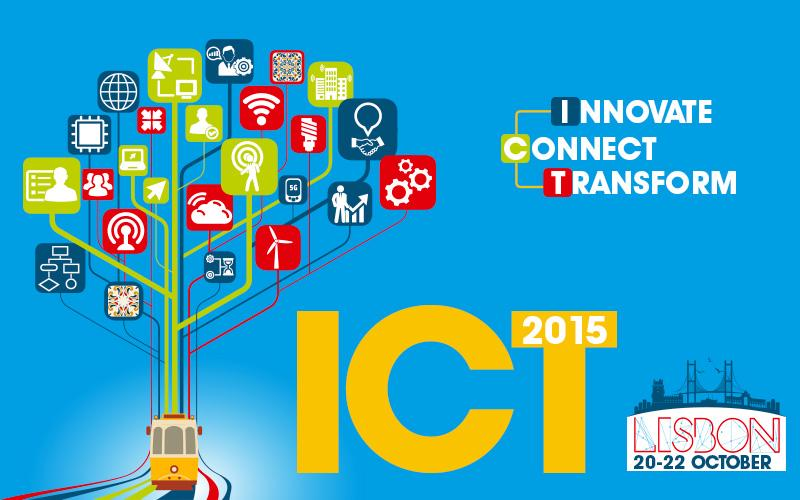 INNOVATE
CONNECT
TRANSFORM
5G
ICT
2015
LISBON
20-22 OCTOBER